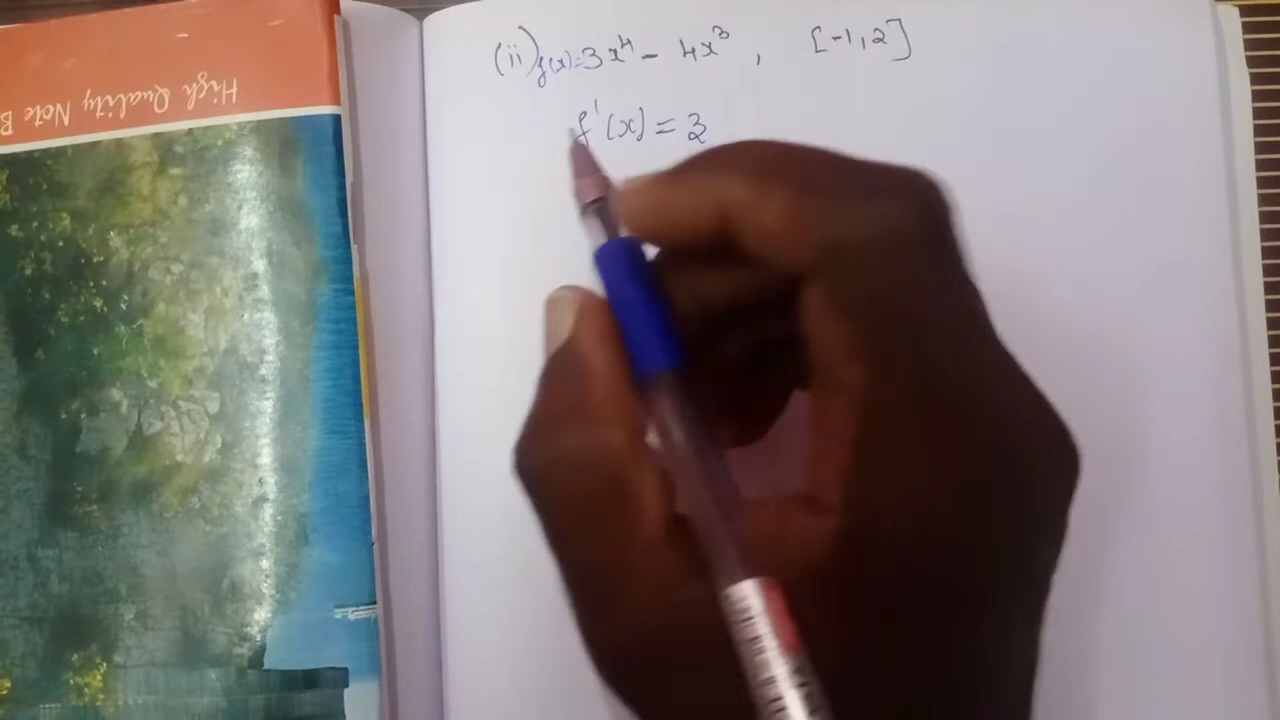 (ii) f(x)=3x⁴ - 4x³ , [-1,2]
f'(x) = 3
High Quality Note B